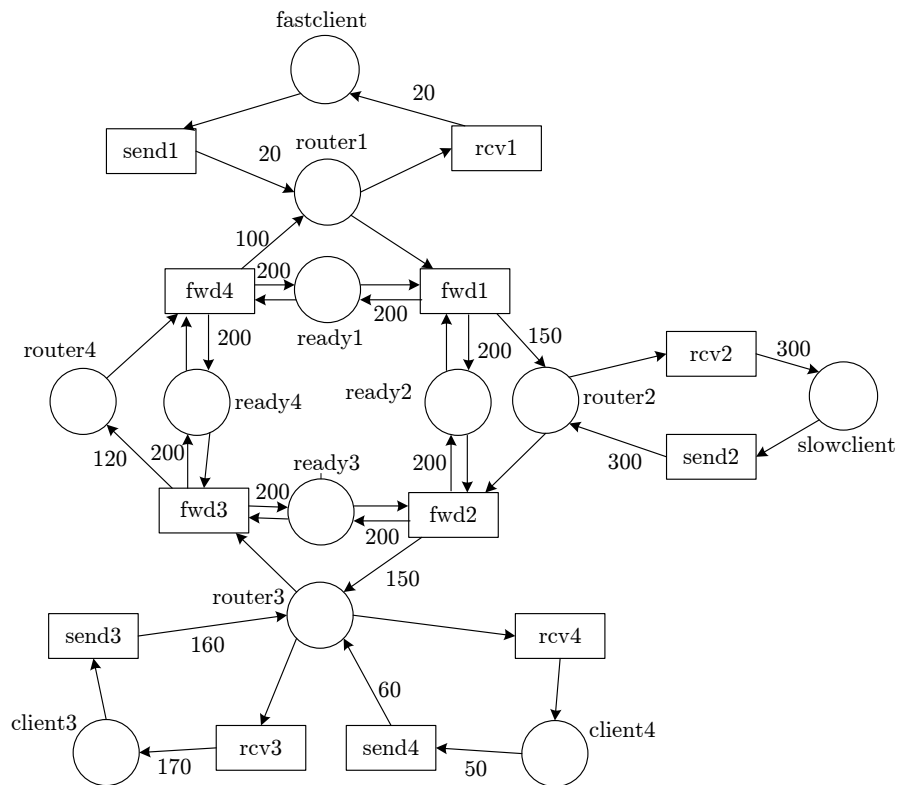 fastclient
20
send1
20
router1
rcv1
100
200
fwd4
fwd1
200
ready1
150
200
200
router4
ready4
ready2
router2
rcv2
300
slowclient
send2
300
200
120
200
ready3
200
fwd3
fwd2
200
150
router3
send3
160
rcv4
60
client3
rcv3
170
send4
50
client4